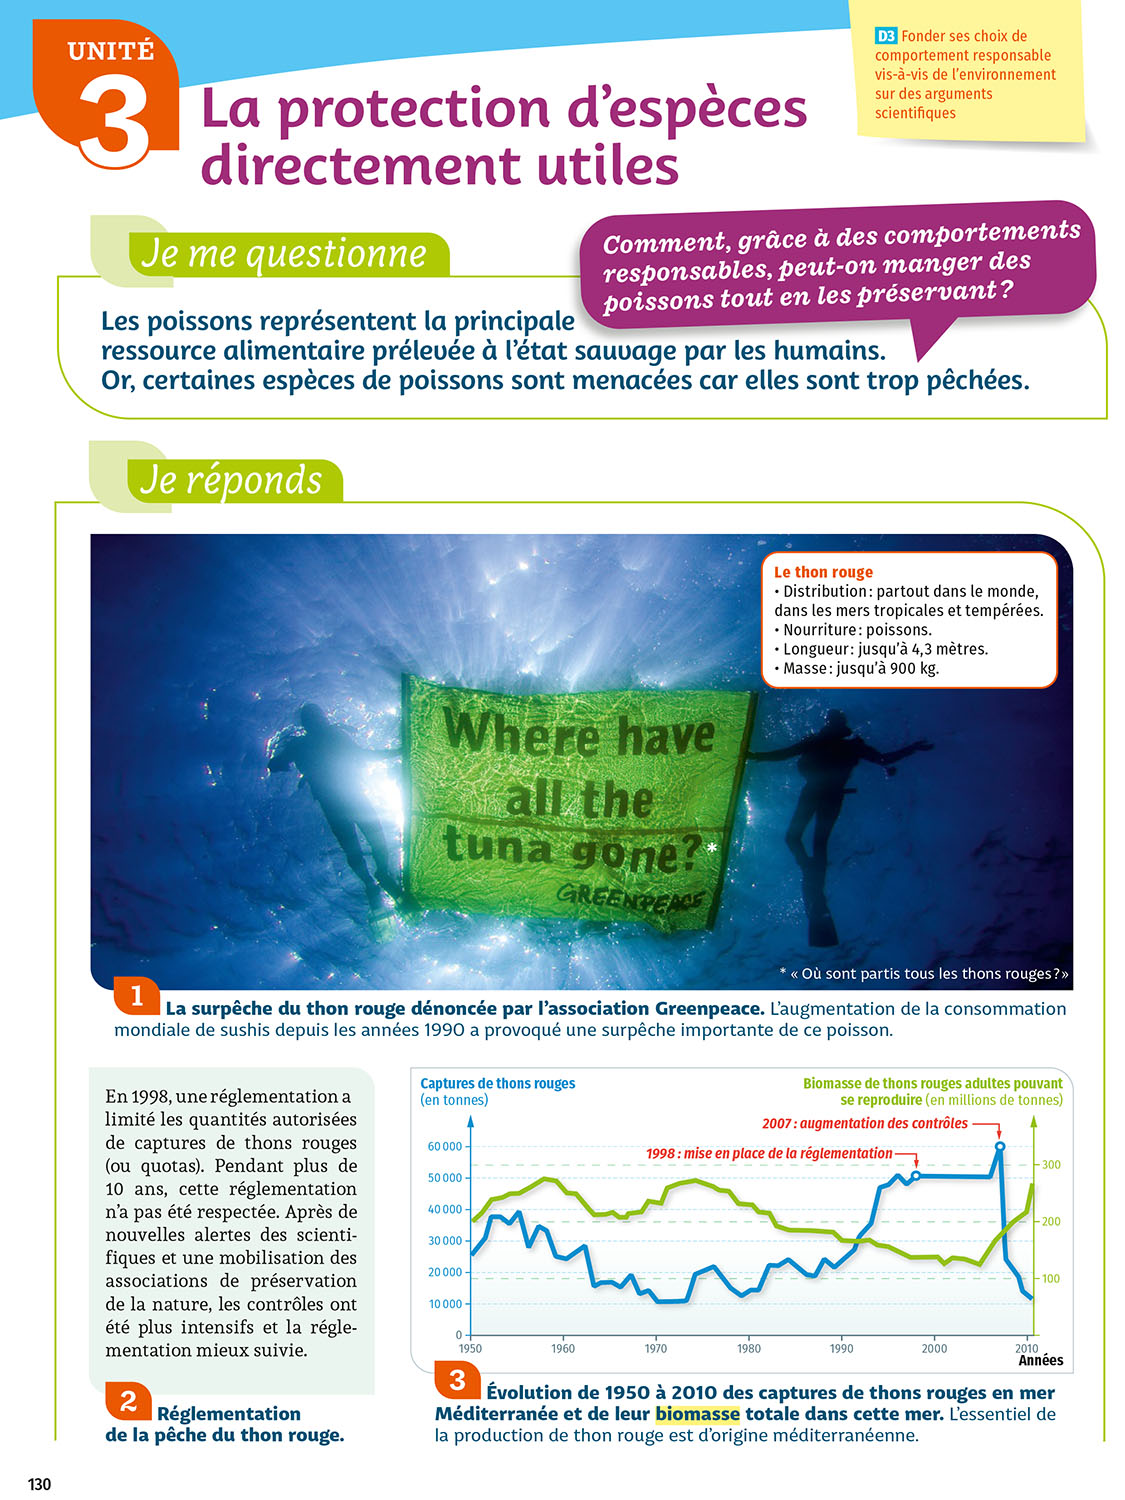 UNITÉ
3
La protection d'espèces
directement utiles
D3 Fonder ses choix de
comportement responsable
vis-à-vis de l'environnement
sur des arguments
scientifiques
Je me questionne
Comment, grâce à des comportements
responsables, peut-on manger des
poissons tout en les préservant ?
Les poissons représentent la principale
ressource alimentaire prélevée à l'état sauvage par les humains.
Or, certaines espèces de poissons sont menacées car elles sont trop pêchées.
Je réponds
Le thon rouge
• Distribution : partout dans le monde,
dans les mers tropicales et tempérées.
• Nourriture : poissons.
• Longueur : jusqu'à 4,3 mètres.
• Masse : jusqu'à 900 kg.
Where have
all the
tuna gone? *
GREENPEACE
* « Où sont partis tous les thons rouges ? »
1 La surpêche du thon rouge dénoncée par l'association Greenpeace. L'augmentation de la consommation
mondiale de sushis depuis les années 1990 a provoqué une surpêche importante de ce poisson.
En 1998, une réglementation a
limité les quantités autorisées
de captures de thons rouges
(ou quotas). Pendant plus de
10 ans, cette réglementation
n'a pas été respectée. Après de
nouvelles alertes des scienti-
fiques et une mobilisation des
associations de préservation
de la nature, les contrôles ont
été plus intensifs et la régle-
mentation mieux suivie.
2 Réglementation
de la pêche du thon rouge.
Captures de thons rouges
(en tonnes)
Biomasse de thons rouges adultes pouvant
se reproduire (en millions de tonnes)
2007 : augmentation des contrôles
1998 : mise en place de la réglementation
60 000
50 000
40 000
30 000
20 000
10 000
0
300
200
100
1950 1960 1970 1980 1990 2000 2010
Années
3 Évolution de 1950 à 2010 des captures de thons rouges en mer
Méditerranée et de leur biomasse totale dans cette mer. L'essentiel de
la production de thon rouge est d'origine méditerranéenne.
130